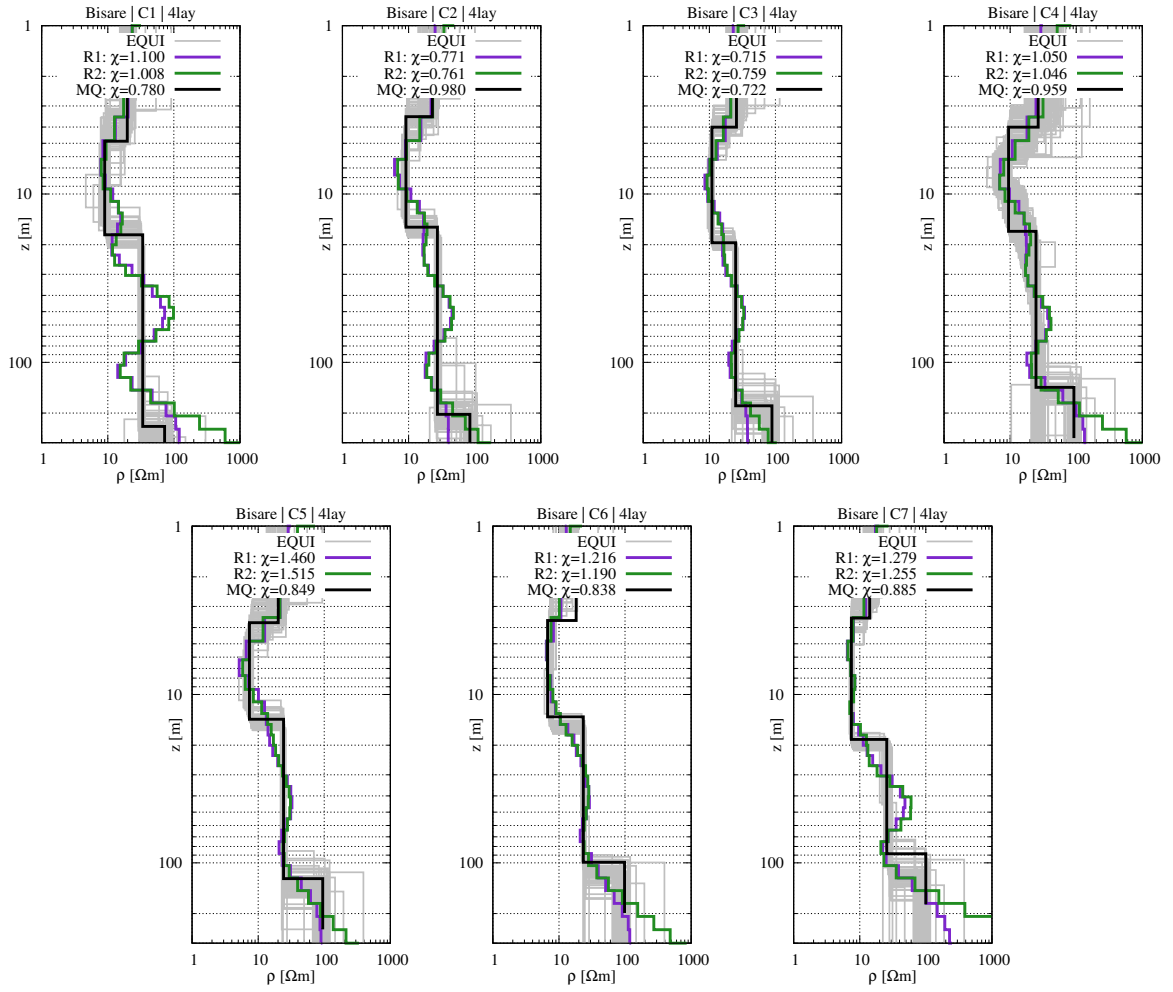 Bisare | C1 | 4lay
EQUI
R1: χ=1.100
R2: χ=1.008
MQ: χ=0.780
1
10
100
z [m]
1 10 100 1000
ρ [Ωm]
Bisare | C2 | 4lay
EQUI
R1: χ=0.771
R2: χ=0.761
MQ: χ=0.980
1
10
100
z [m]
1 10 100 1000
ρ [Ωm]
Bisare | C3 | 4lay
EQUI
R1: χ=0.715
R2: χ=0.759
MQ: χ=0.722
1
10
100
z [m]
1 10 100 1000
ρ [Ωm]
Bisare | C4 | 4lay
EQUI
R1: χ=1.050
R2: χ=1.046
MQ: χ=0.959
1
10
100
z [m]
1 10 100 1000
ρ [Ωm]
Bisare | C5 | 4lay
EQUI
R1: χ=1.460
R2: χ=1.515
MQ: χ=0.849
1
10
100
z [m]
1 10 100 1000
ρ [Ωm]
Bisare | C6 | 4lay
EQUI
R1: χ=1.216
R2: χ=1.190
MQ: χ=0.838
1
10
100
z [m]
1 10 100 1000
ρ [Ωm]
Bisare | C7 | 4lay
EQUI
R1: χ=1.279
R2: χ=1.255
MQ: χ=0.885
1
10
100
z [m]
1 10 100 1000
ρ [Ωm]